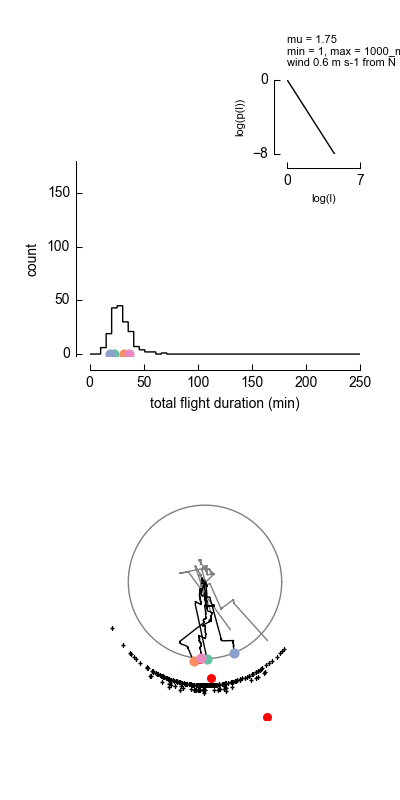 mu = 1.75
min = 1, max = 1000_m
wind 0.6 m s-1 from N
0
log(p(l))
−8
0 7
log(l)
150
100
50
0
count
0 50 100 150 200 250
total flight duration (min)